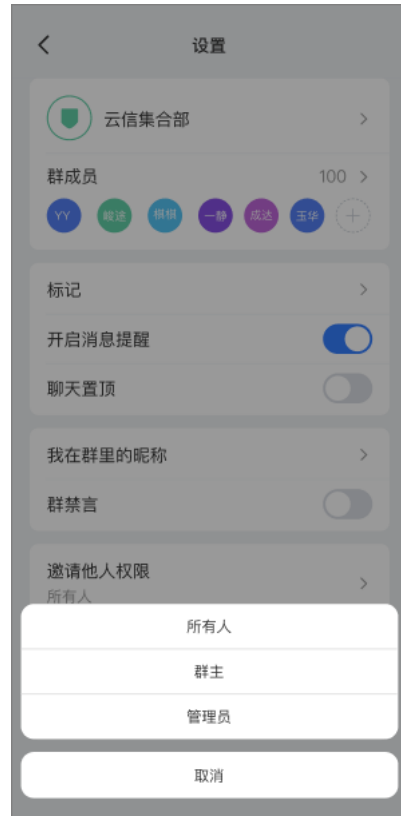 设置
云信集合部
群成员
100
YY 峻途 棋棋 一静 成达 玉华
标记
开启消息提醒
聊天置顶
我在群里的昵称
群禁言
邀请他人权限
所有人
所有人
群主
管理员
取消